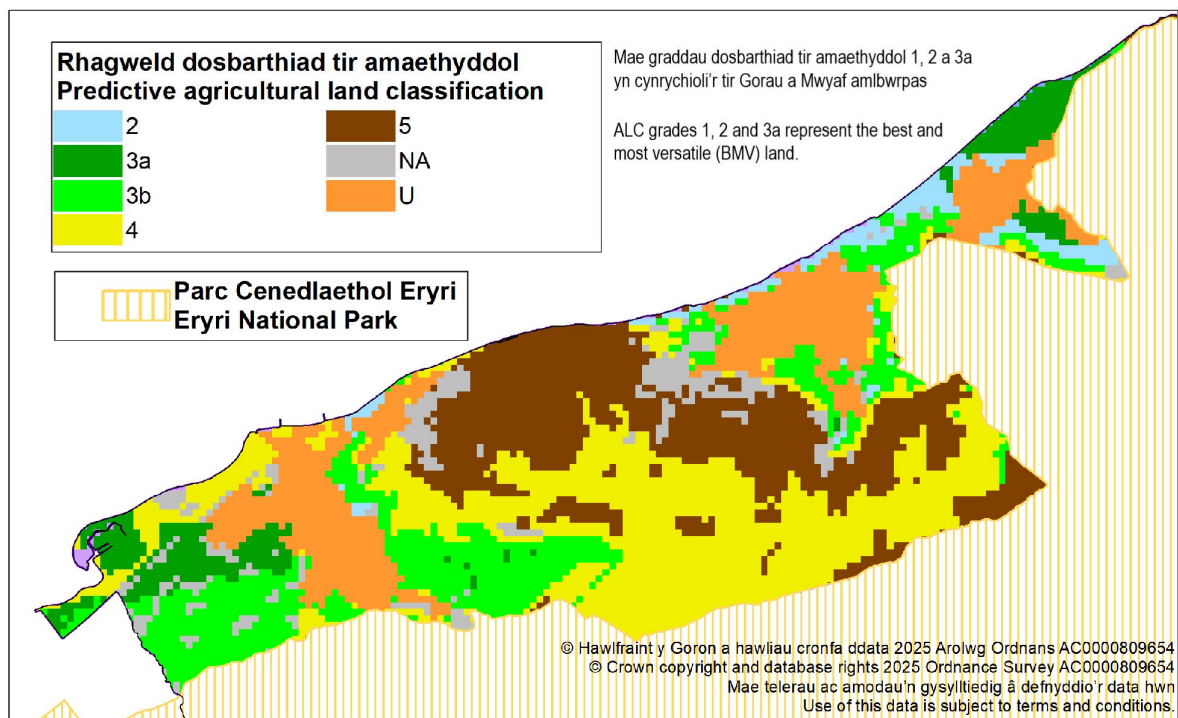 Rhagweld dosbarthiad tir amaethyddol
Predictive agricultural land classification
2
3a
3b
4
5
NA
U
Parc Cenedlaethol Eryri
Eryri National Park
Mae graddau dosbarthiad tir amaethyddol 1, 2 a 3a
yn cynrychioli'r tir Gorau a Mwyaf amlbwrpas
ALC grades 1, 2 and 3a represent the best and
most versatile (BMV) land.
© Hawlfraint y Goron a hawliau cronfa ddata 2025 Arolwg Ordnans AC0000809654
© Crown copyright and database rights 2025 Ordnance Survey AC0000809654
Mae telerau ac amodau'n gysylltiedig â defnyddio'r data hwn
Use of this data is subject to terms and conditions.